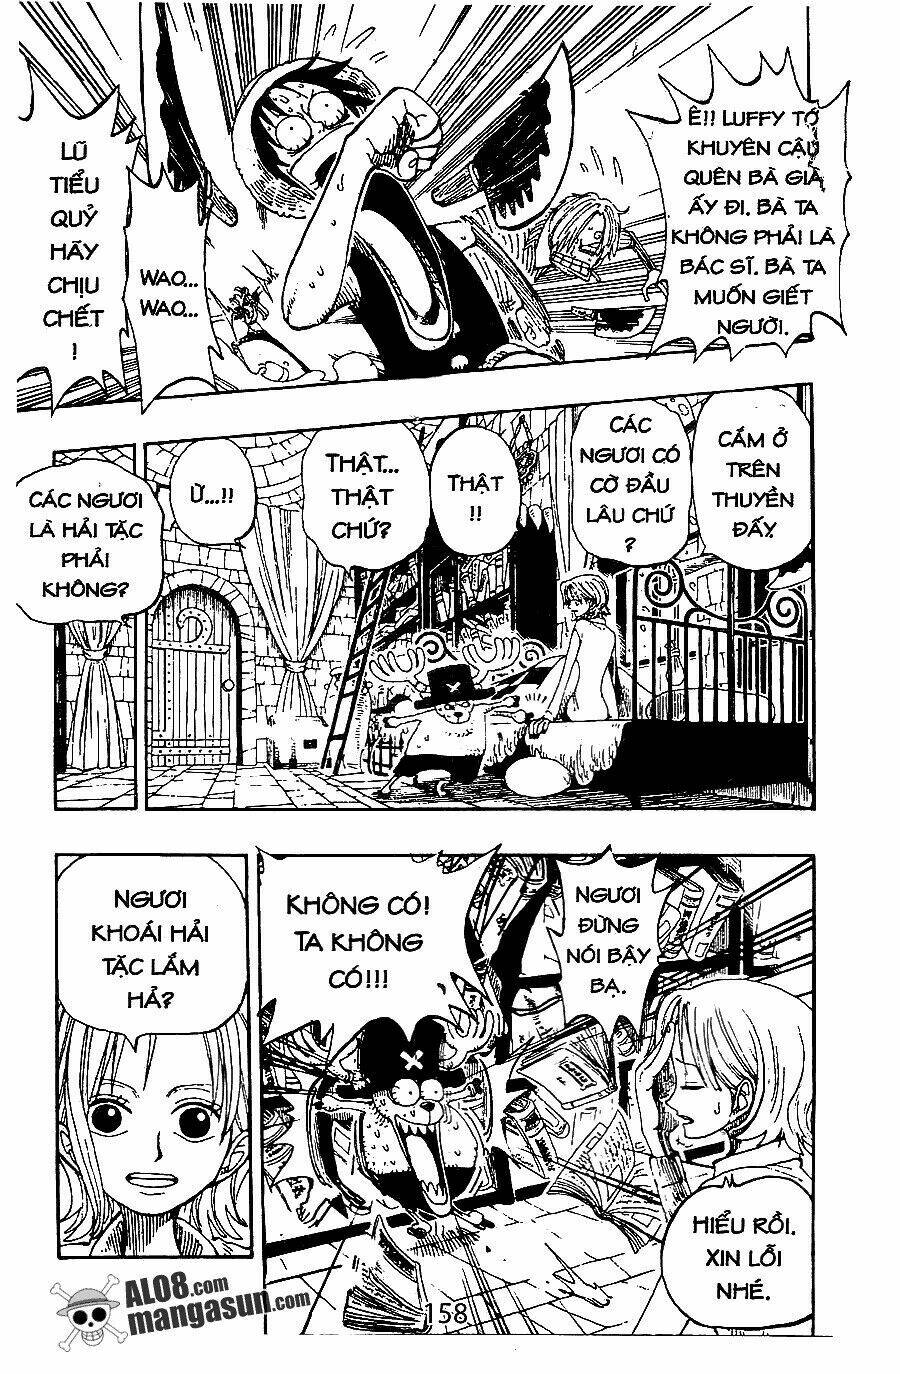 Ê!! LUFFY TỚ
KHUYÊN CẬU
QUÊN BÀ GIÀ
ẤY ĐI. BÀ TA
KHÔNG PHẢI LÀ
BÁC SĨ. BÀ TA
MUỐN GIẾT
NGƯỜI.
WAO...
WAO...
LŨ
TIỂU
QUỶ
HÃY
CHỊU
CHẾT
!
CÁC NGƯƠI
LÀ HẢI TẶC
PHẢI
KHÔNG?
Ừ...!!
THẬT...
THẬT
CHỨ?
THẬT
!!
CÁC
NGƯƠI CÓ
CỜ ĐẦU
LÂU CHỨ
?
CẮM Ở
TRÊN
THUYỀN
ĐẤY.
NGƯƠI
KHOÁI HẢI
TẶC LẮM
HẢ?
KHÔNG CÓ!
TA KHÔNG
CÓ!!!
NGƯƠI
ĐỪNG
NÓI BẬY
BẠ.
HIỂU RỒI.
XIN LỖI
NHÉ.
158
ALO8.com
mangasun.com